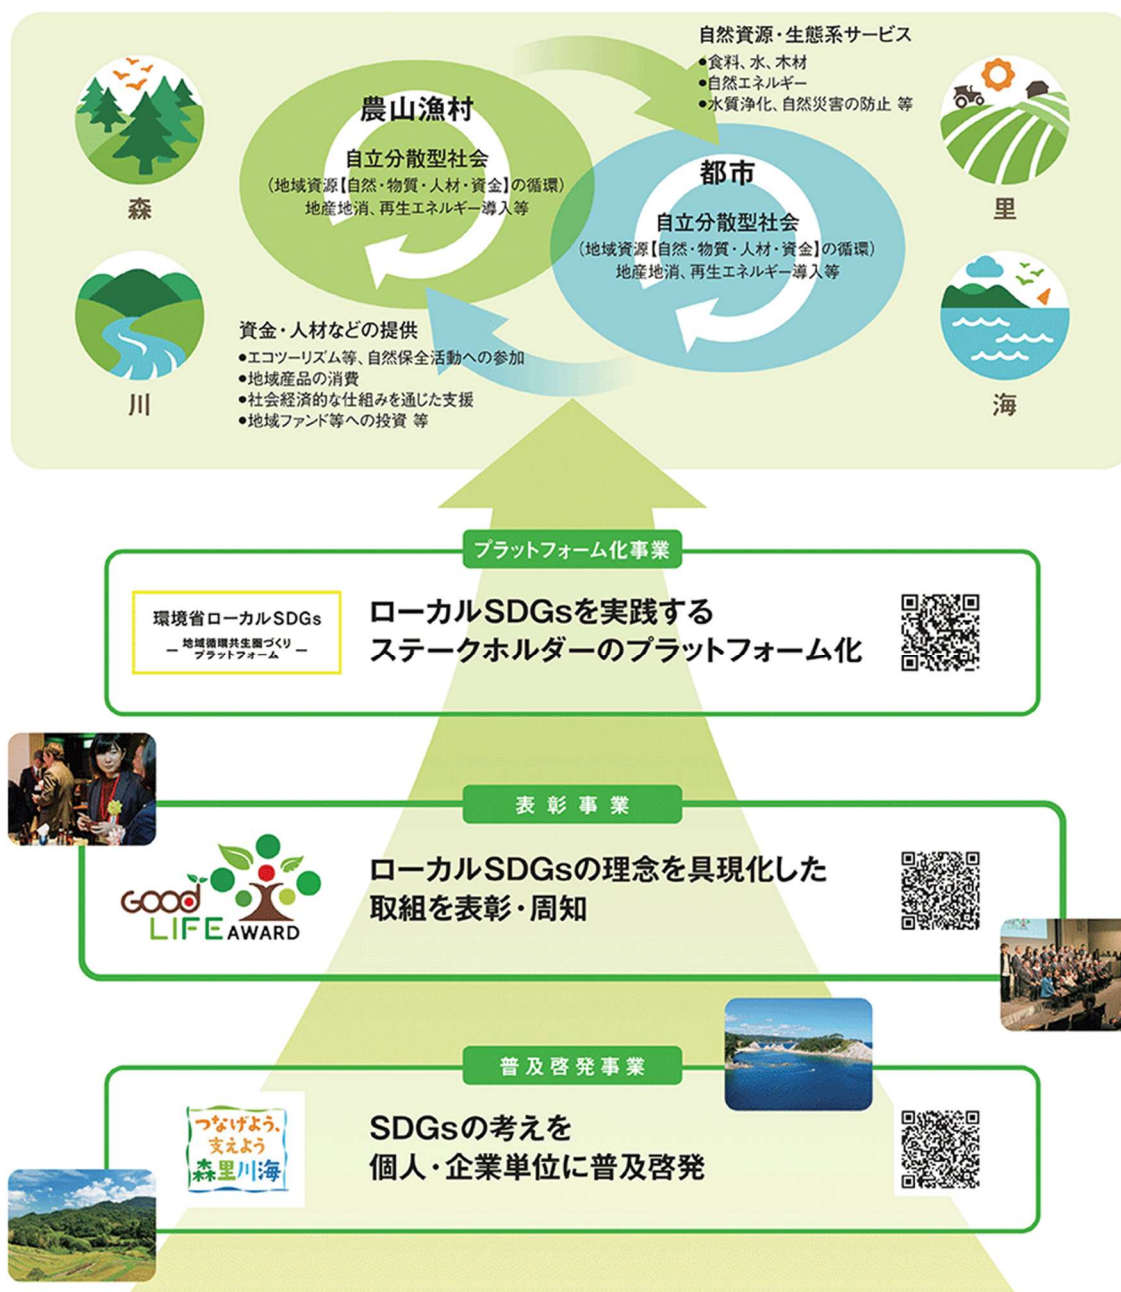 自然資源・生態系サービス
●食料、水、木材
●自然エネルギー
●水質浄化、自然災害の防止 等
農山漁村
自立分散型社会
(地域資源【自然・物質・人材・資金】の循環)
地産地消、再生エネルギー導入等
都市
自立分散型社会
(地域資源【自然・物質・人材・資金】の循環)
地産地消、再生エネルギー導入等
森
里
川
海
資金・人材などの提供
●エコツーリズム等、自然保全活動への参加
●地域産品の消費
●社会経済的な仕組みを通じた支援
●地域ファンド等への投資 等
プラットフォーム化事業
環境省ローカルSDGs
地域循環共生圏づくり
― プラットフォーム ―
ローカルSDGsを実践する
ステークホルダーのプラットフォーム化
表彰事業
GOOD
LIFE AWARD
ローカルSDGsの理念を具現化した
取組を表彰・周知
普及啓発事業
つなげよう、
支えよう
森里川海
SDGsの考えを
個人・企業単位に普及啓発